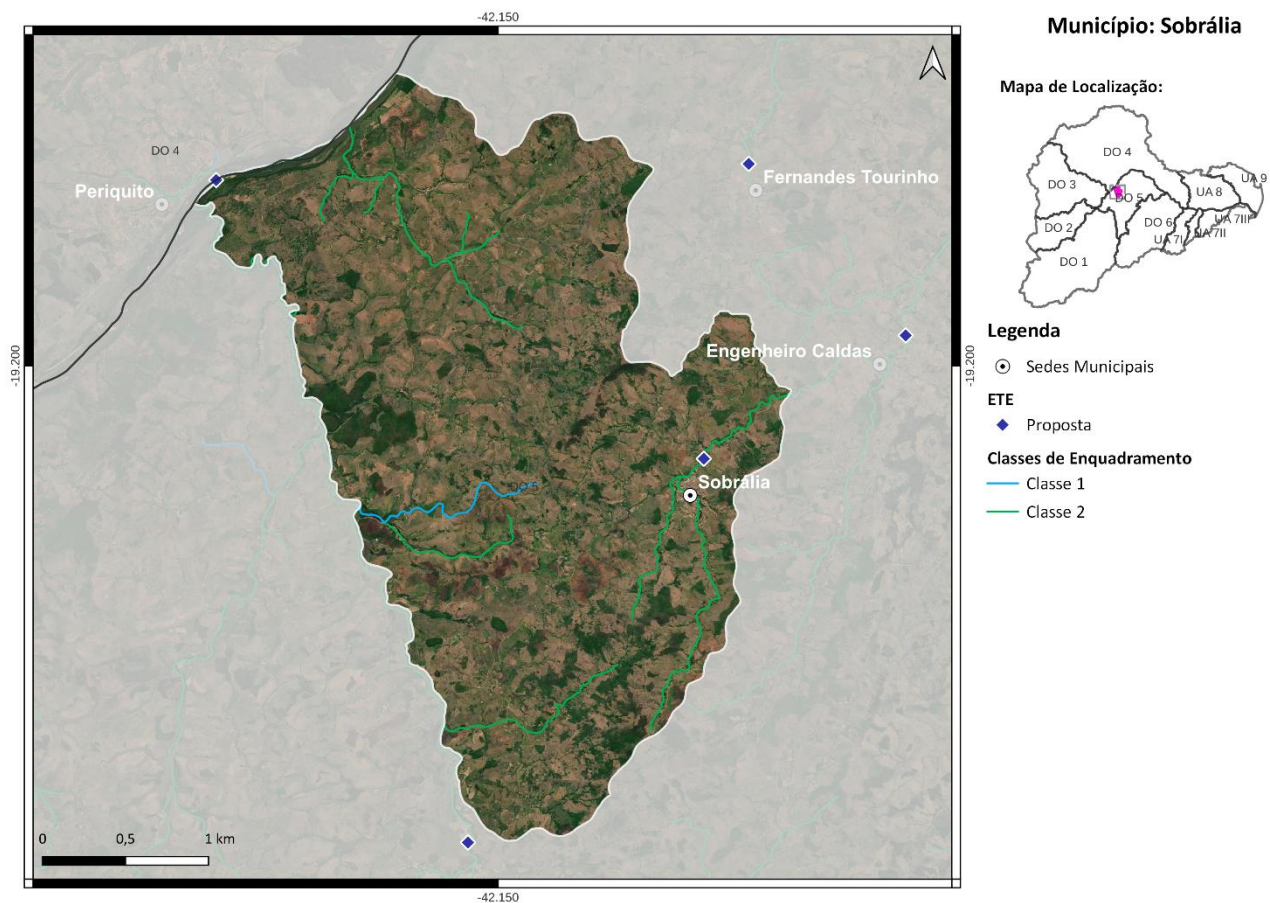 -42.150
Município: Sobrália
Mapa de Localização:
DO 4
DO 4
Periquito
Fernandes Tourinho
DO 3
UA 9
UA 8
DO 5
DO 2
DO 6
UA 7III
UA 7II
UA 7I
DO 1
-19.200
-19.200
Engenheiro Caldas
Legenda
Sedes Municipais
ETE
Proposta
Classes de Enquadramento
Classe 1
Classe 2
Sobrália
0 0,5 1 km
-42.150